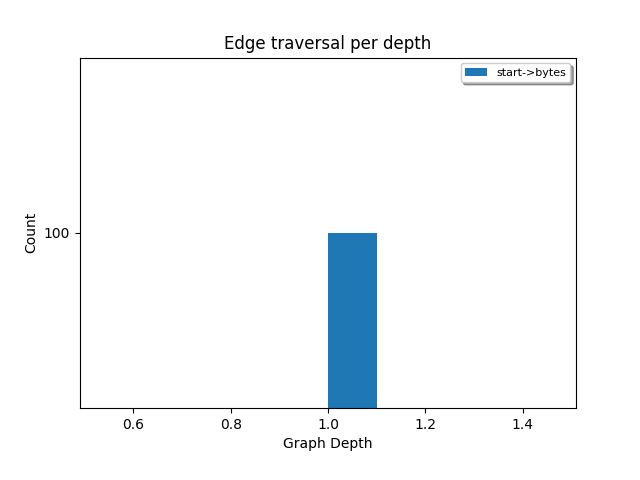 Edge traversal per depth
start->bytes
Count
100
0.6 0.8 1.0 1.2 1.4
Graph Depth